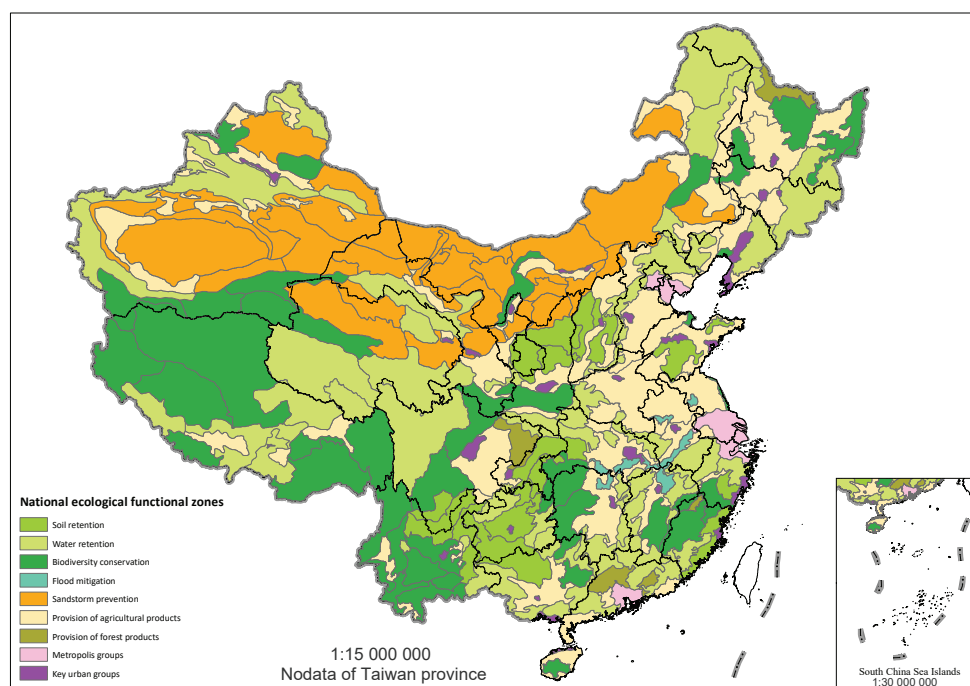 National ecological functional zones
Soil retention
Water retention
Biodiversity conservation
Flood mitigation
Sandstorm prevention
Provision of agricultural products
Provision of forest products
Metropolis groups
Key urban groups
1:15 000 000
Nodata of Taiwan province
South China Sea Islands
1:30 000 000